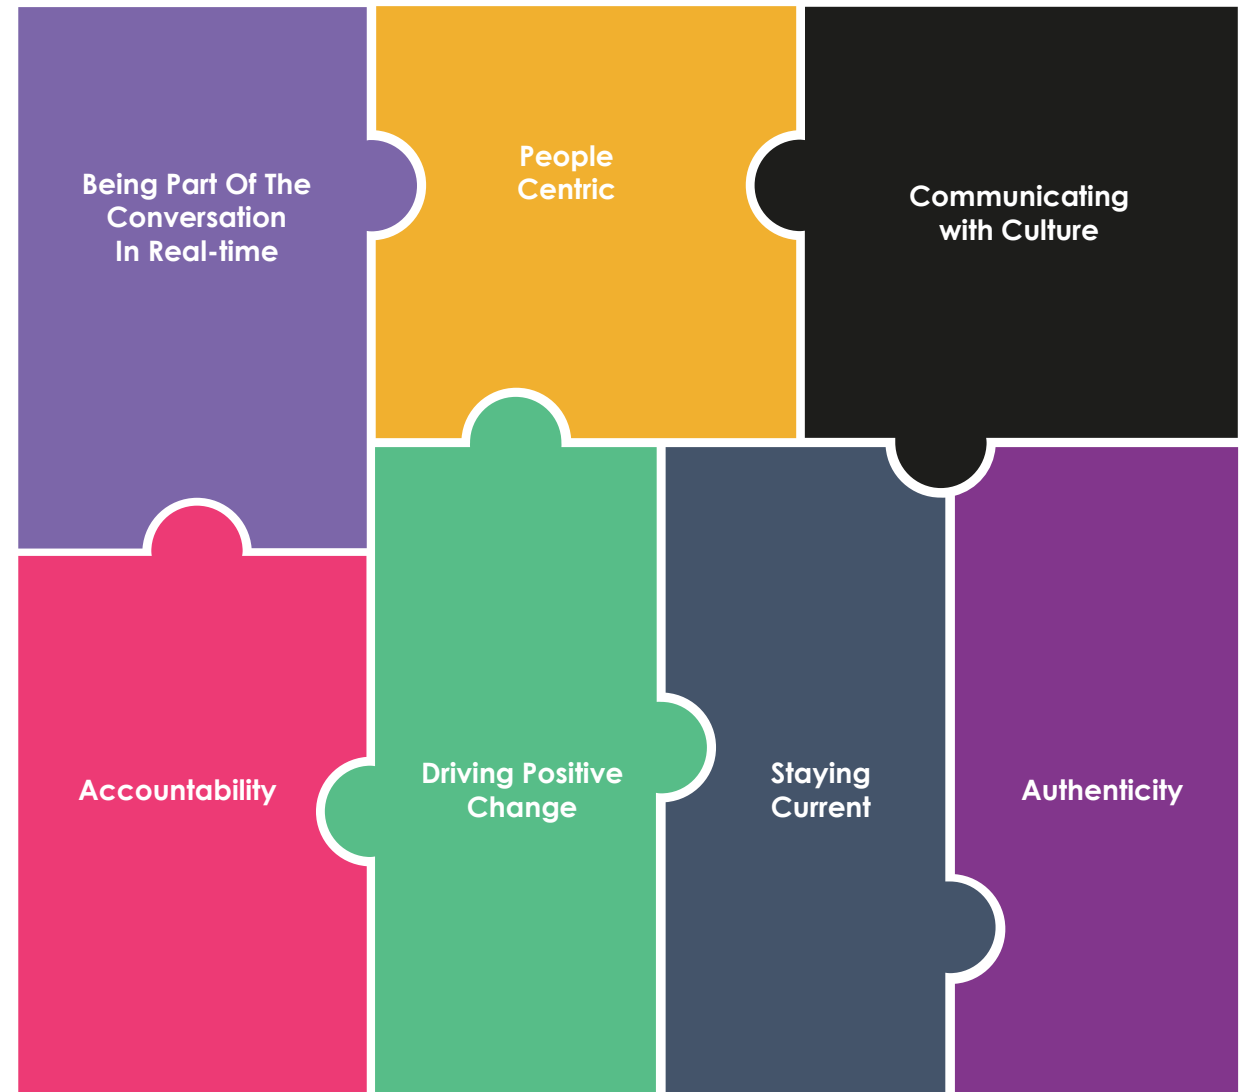 Being Part Of The
Conversation
In Real-time
People
Centric
Communicating
with Culture
Accountability
Driving Positive
Change
Staying
Current
Authenticity